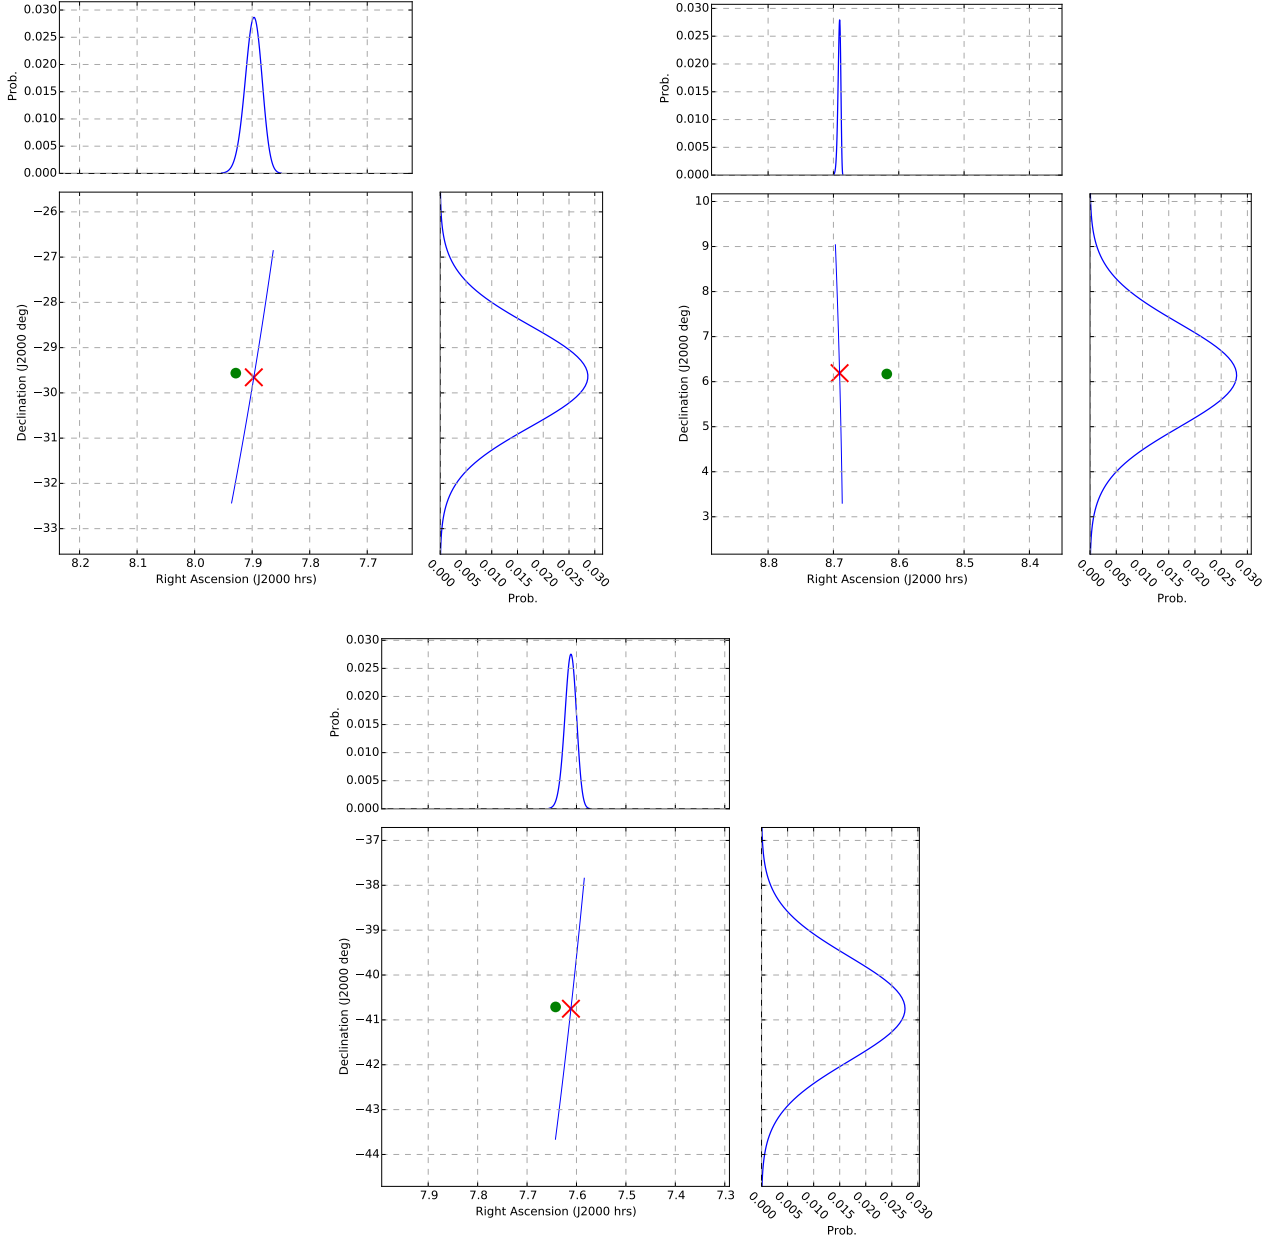 0.030
0.025
0.020
0.015
0.010
0.005
0.000
Prob.
−26
−27
−28
−29
−30
−31
−32
−33
Declination (J2000 deg)
8.2 8.1 8.0 7.9 7.8 7.7
Right Ascension (J2000 hrs)
0.000 0.005 0.010 0.015 0.020 0.025 0.030
Prob.
0.030
0.025
0.020
0.015
0.010
0.005
0.000
Prob.
10
9
8
7
6
5
4
3
Declination (J2000 deg)
8.8 8.7 8.6 8.5 8.4
Right Ascension (J2000 hrs)
0.000 0.005 0.010 0.015 0.020 0.025 0.030
Prob.
0.030
0.025
0.020
0.015
0.010
0.005
0.000
Prob.
−37
−38
−39
−40
−41
−42
−43
−44
Declination (J2000 deg)
7.9 7.8 7.7 7.6 7.5 7.4 7.3
Right Ascension (J2000 hrs)
0.000 0.005 0.010 0.015 0.020 0.025 0.030
Prob.